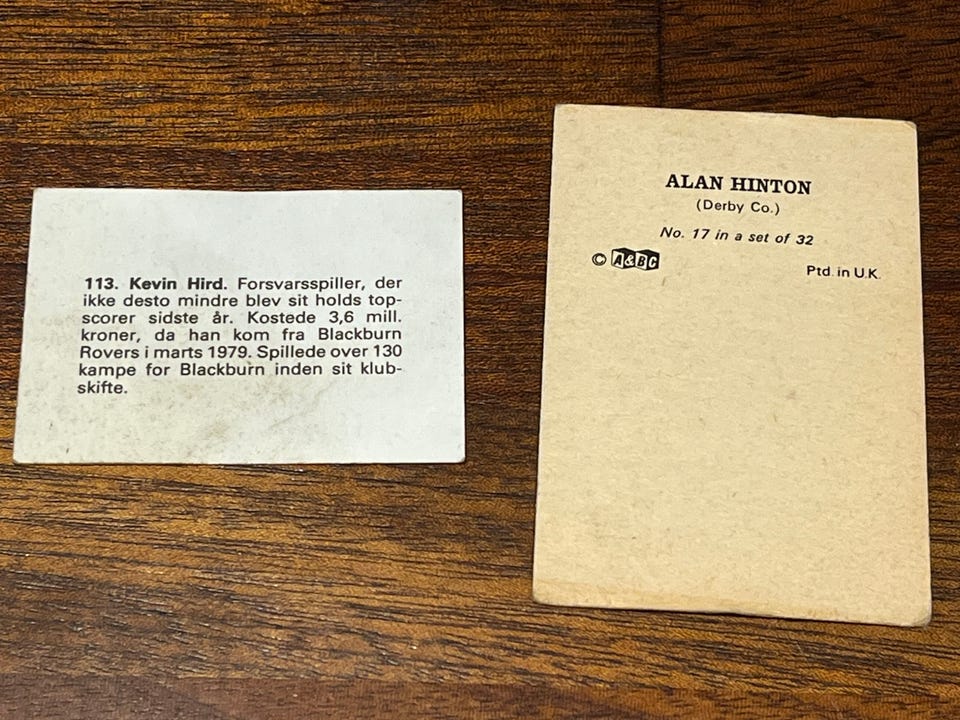 113. Kevin Hird. Forsvarsspiller, der
ikke desto mindre blev sit holds top-
scorer sidste år. Kostede 3,6 mill.
kroner, da han kom fra Blackburn
Rovers i marts 1979. Spillede over 130
kampe for Blackburn inden sit klub-
skifte.
ALAN HINTON
(Derby Co.)
No. 17 in a set of 32
© A&BC
Ptd. in U.K.